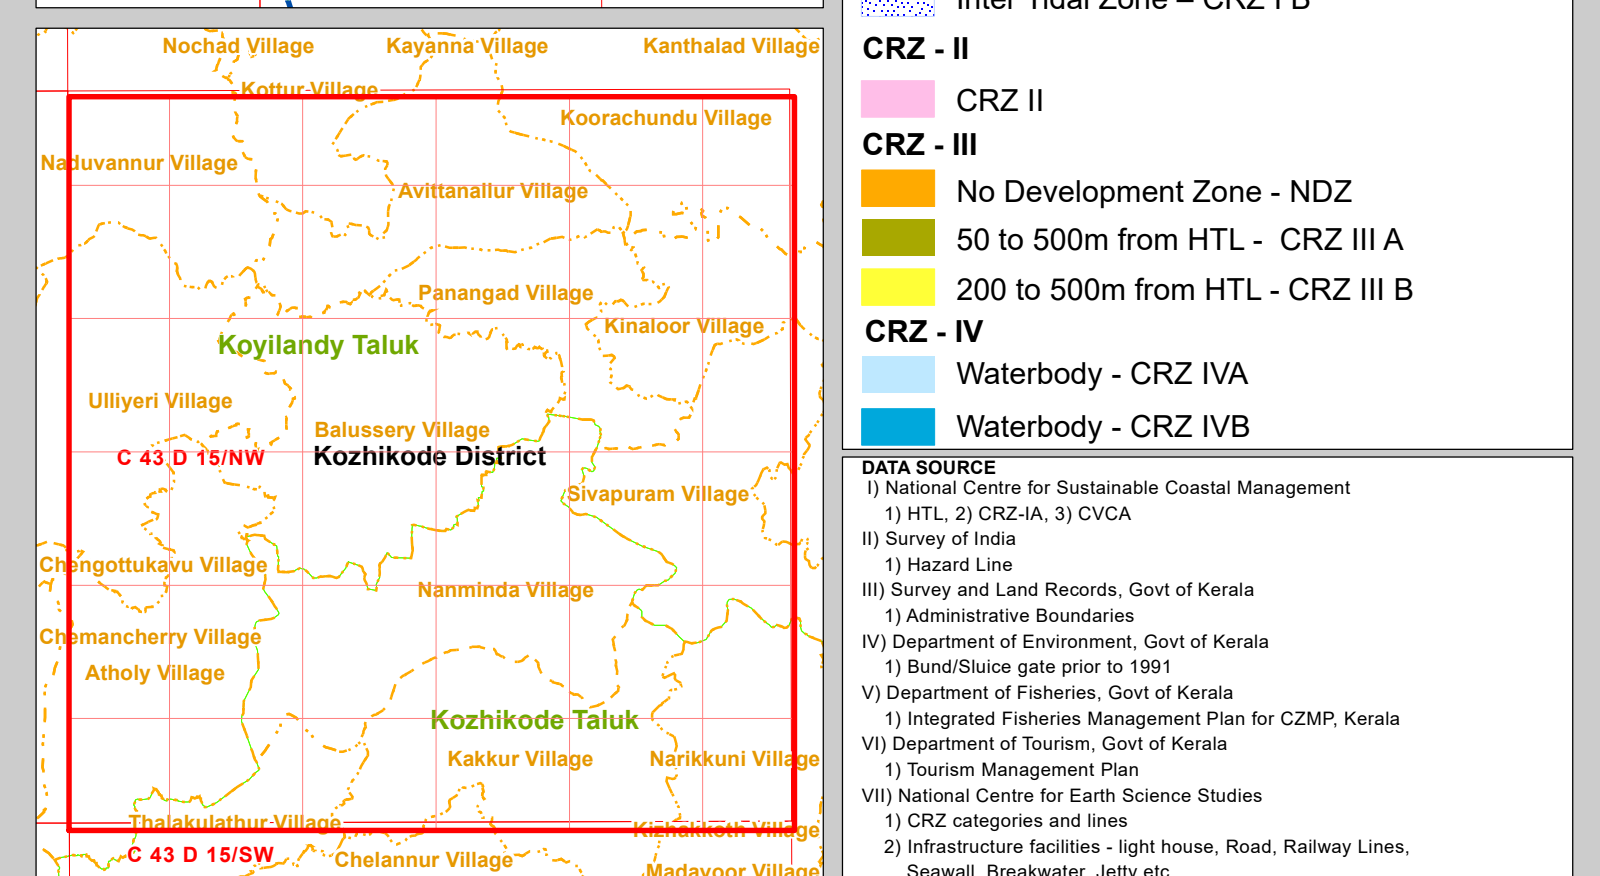 Nochad Village
Kayanna Village
Kanthalad Village
Kottur Village
Koorachundu Village
Naduvannur Village
Avittanallur Village
Panangad Village
Kinaloor Village
Koyilandy Taluk
Ulliyeri Village
Balussery Village
C 43 D 15/NW
Kozhikode District
Sivapuram Village
Chengottukavu Village
Nanminda Village
Chemancherry Village
Atholy Village
Kozhikode Taluk
Kakkur Village
Narikkuni Village
Thalakulathur Village
Kizhakkoth Village
C 43 D 15/SW
Chelannur Village
Madavoor Village
Inter Tidal Zone – CRZ I B
CRZ - II
CRZ II
CRZ - III
No Development Zone - NDZ
50 to 500m from HTL - CRZ III A
200 to 500m from HTL - CRZ III B
CRZ - IV
Waterbody - CRZ IVA
Waterbody - CRZ IVB
DATA SOURCE
I) National Centre for Sustainable Coastal Management
1) HTL, 2) CRZ-IA, 3) CVCA
II) Survey of India
1) Hazard Line
III) Survey and Land Records, Govt of Kerala
1) Administrative Boundaries
IV) Department of Environment, Govt of Kerala
1) Bund/Sluice gate prior to 1991
V) Department of Fisheries, Govt of Kerala
1) Integrated Fisheries Management Plan for CZMP, Kerala
VI) Department of Tourism, Govt of Kerala
1) Tourism Management Plan
VII) National Centre for Earth Science Studies
1) CRZ categories and lines
2) Infrastructure facilities - light house, Road, Railway Lines,
Seawall, Breakwater, Jetty etc